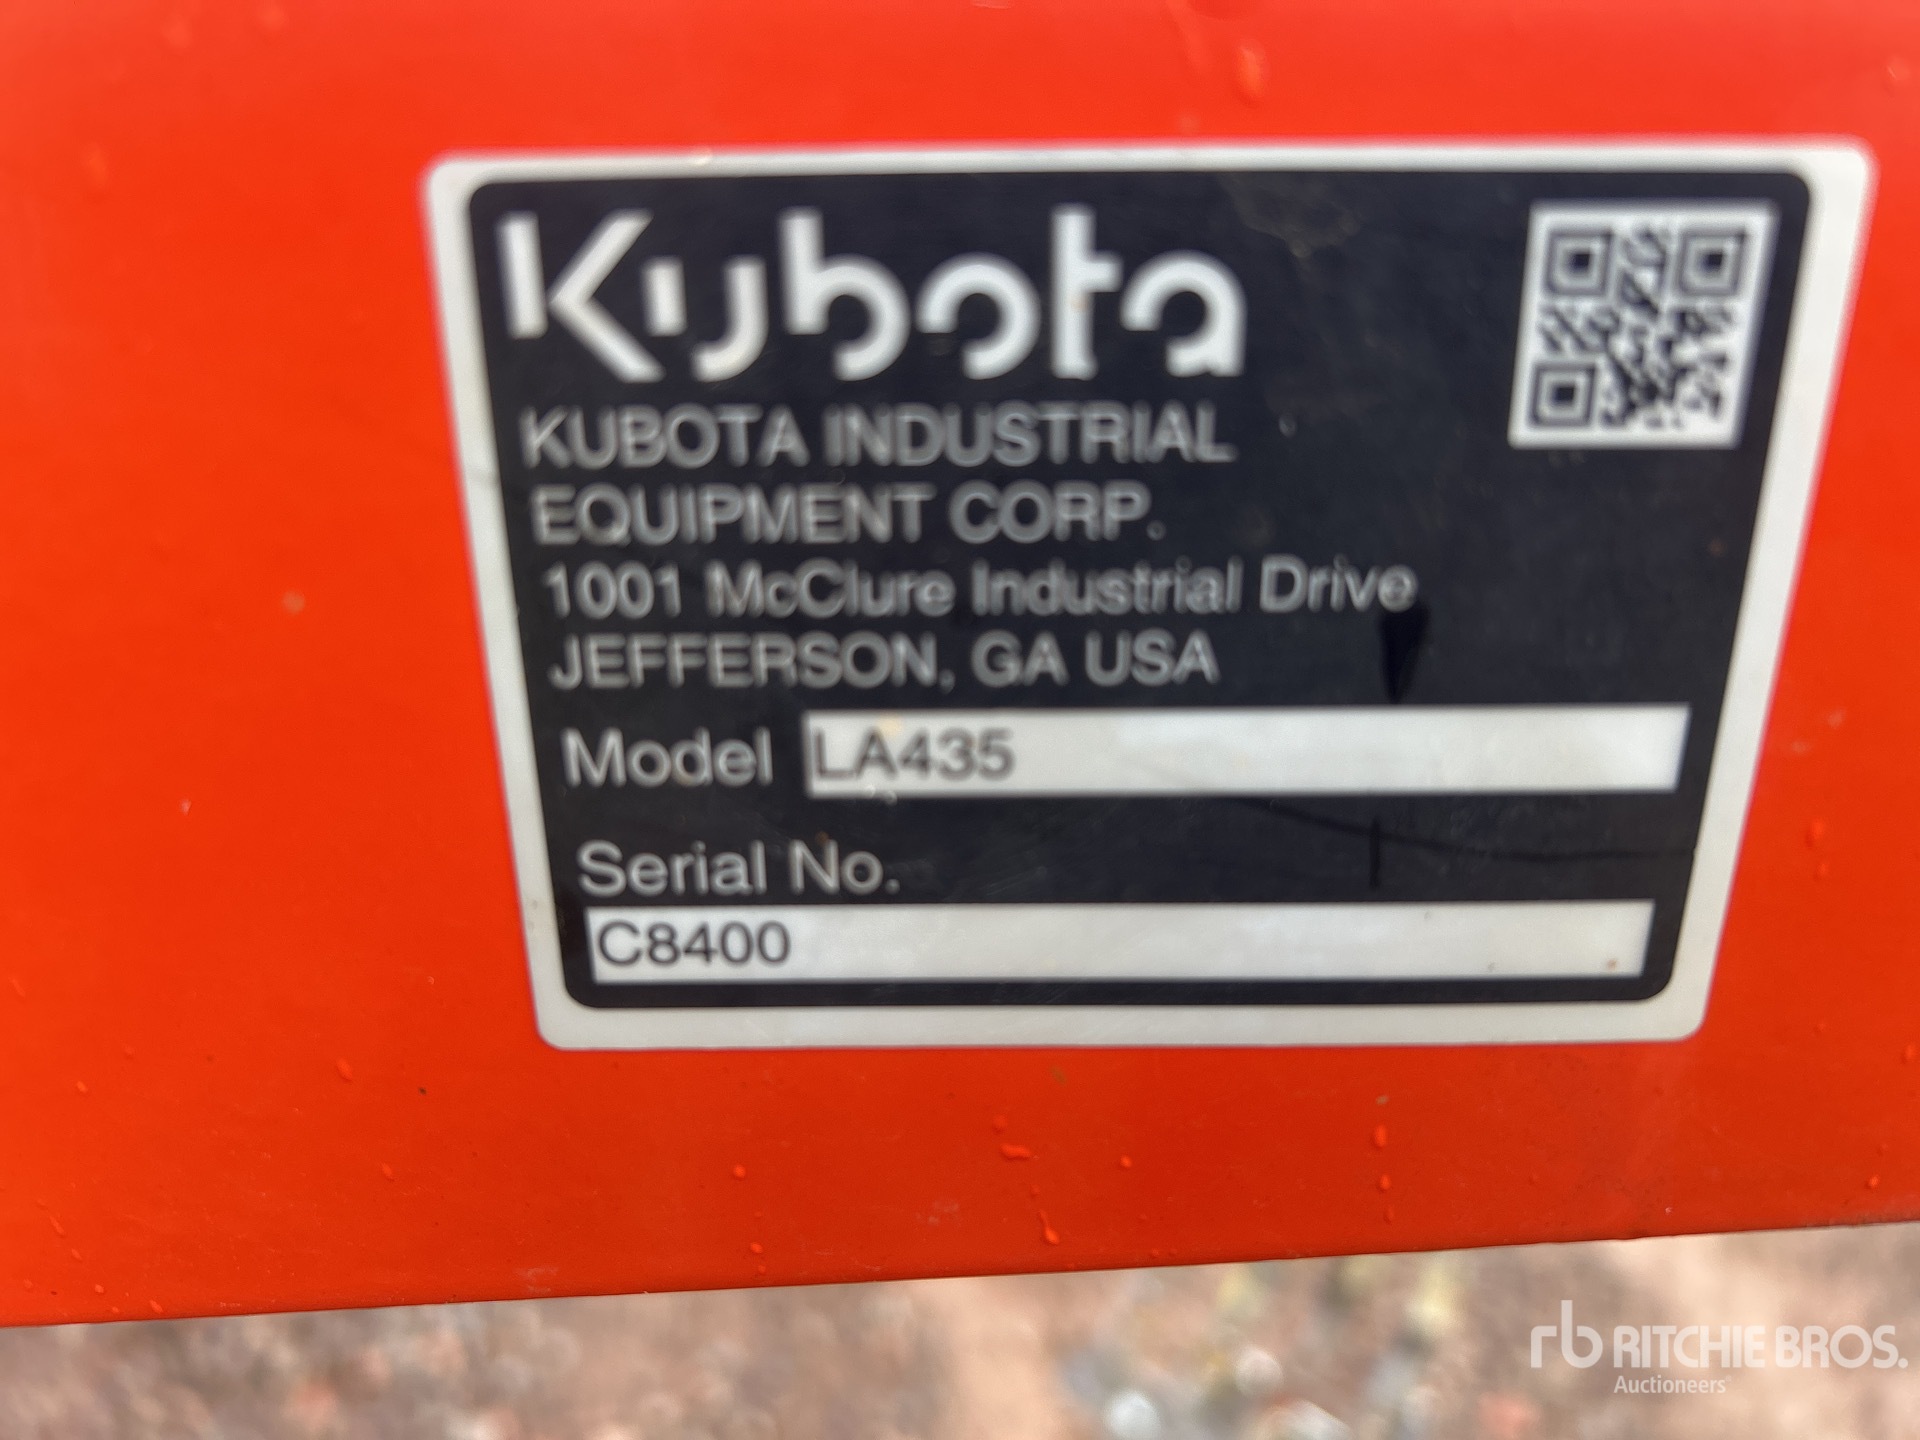 Kubota
KUBOTA INDUSTRIAL
EQUIPMENT CORP.
1001 McClure Industrial Drive
JEFFERSON, GA USA
Model LA435
Serial No.
C8400
rb RITCHIE BROS.
Auctioneers